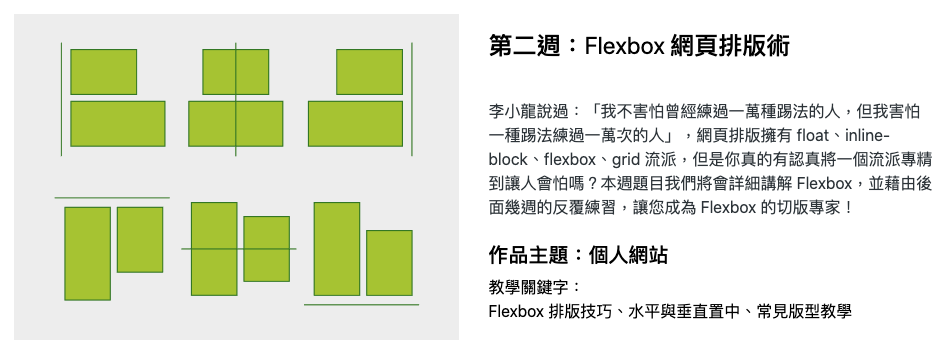 第二週：Flexbox 網頁排版術
李小龍說過：「我不害怕曾經練過一萬種踢法的人，但我害怕
一種踢法練過一萬次的人」，網頁排版擁有 float、inline-
block、flexbox、grid 流派，但是你真的有認真將一個流派專精
到讓人會怕嗎？本週題目我們將會詳細講解 Flexbox，並藉由後
面幾週的反覆練習，讓您成為 Flexbox 的切版專家！
作品主題：個人網站
教學關鍵字：
Flexbox 排版技巧、水平與垂直置中、常見版型教學